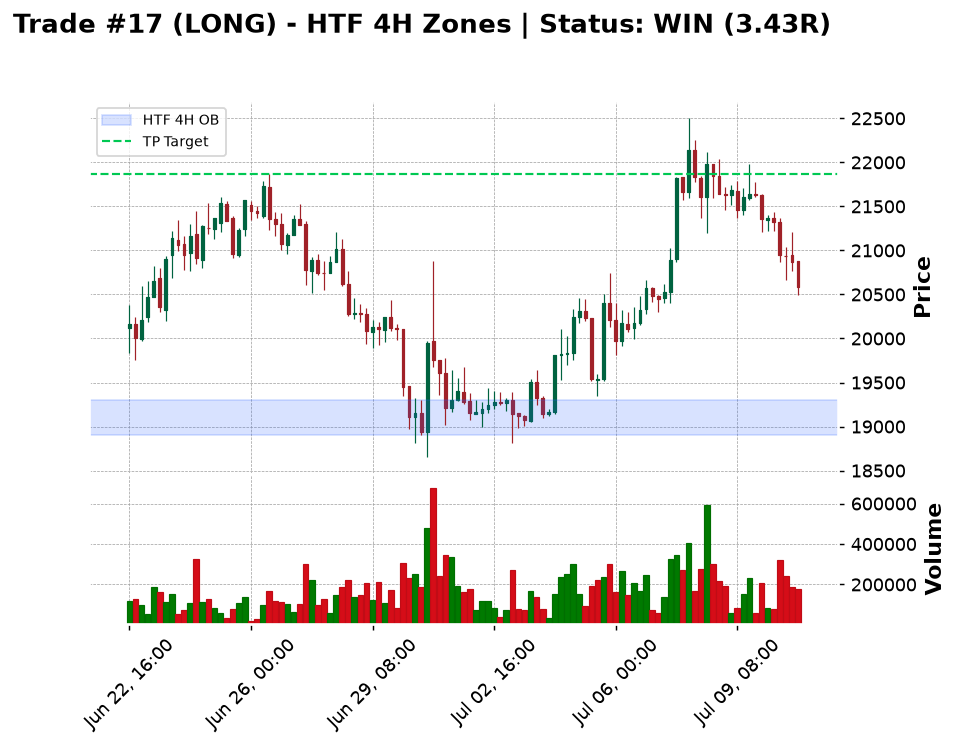 Trade #17 (LONG) - HTF 4H Zones | Status: WIN (3.43R)
HTF 4H OB
TP Target
22500
22000
21500
21000
20500
20000
19500
19000
18500
Price
600000
400000
200000
Volume
Jun 22, 16:00
Jun 26, 00:00
Jun 29, 08:00
Jul 02, 16:00
Jul 06, 00:00
Jul 09, 08:00